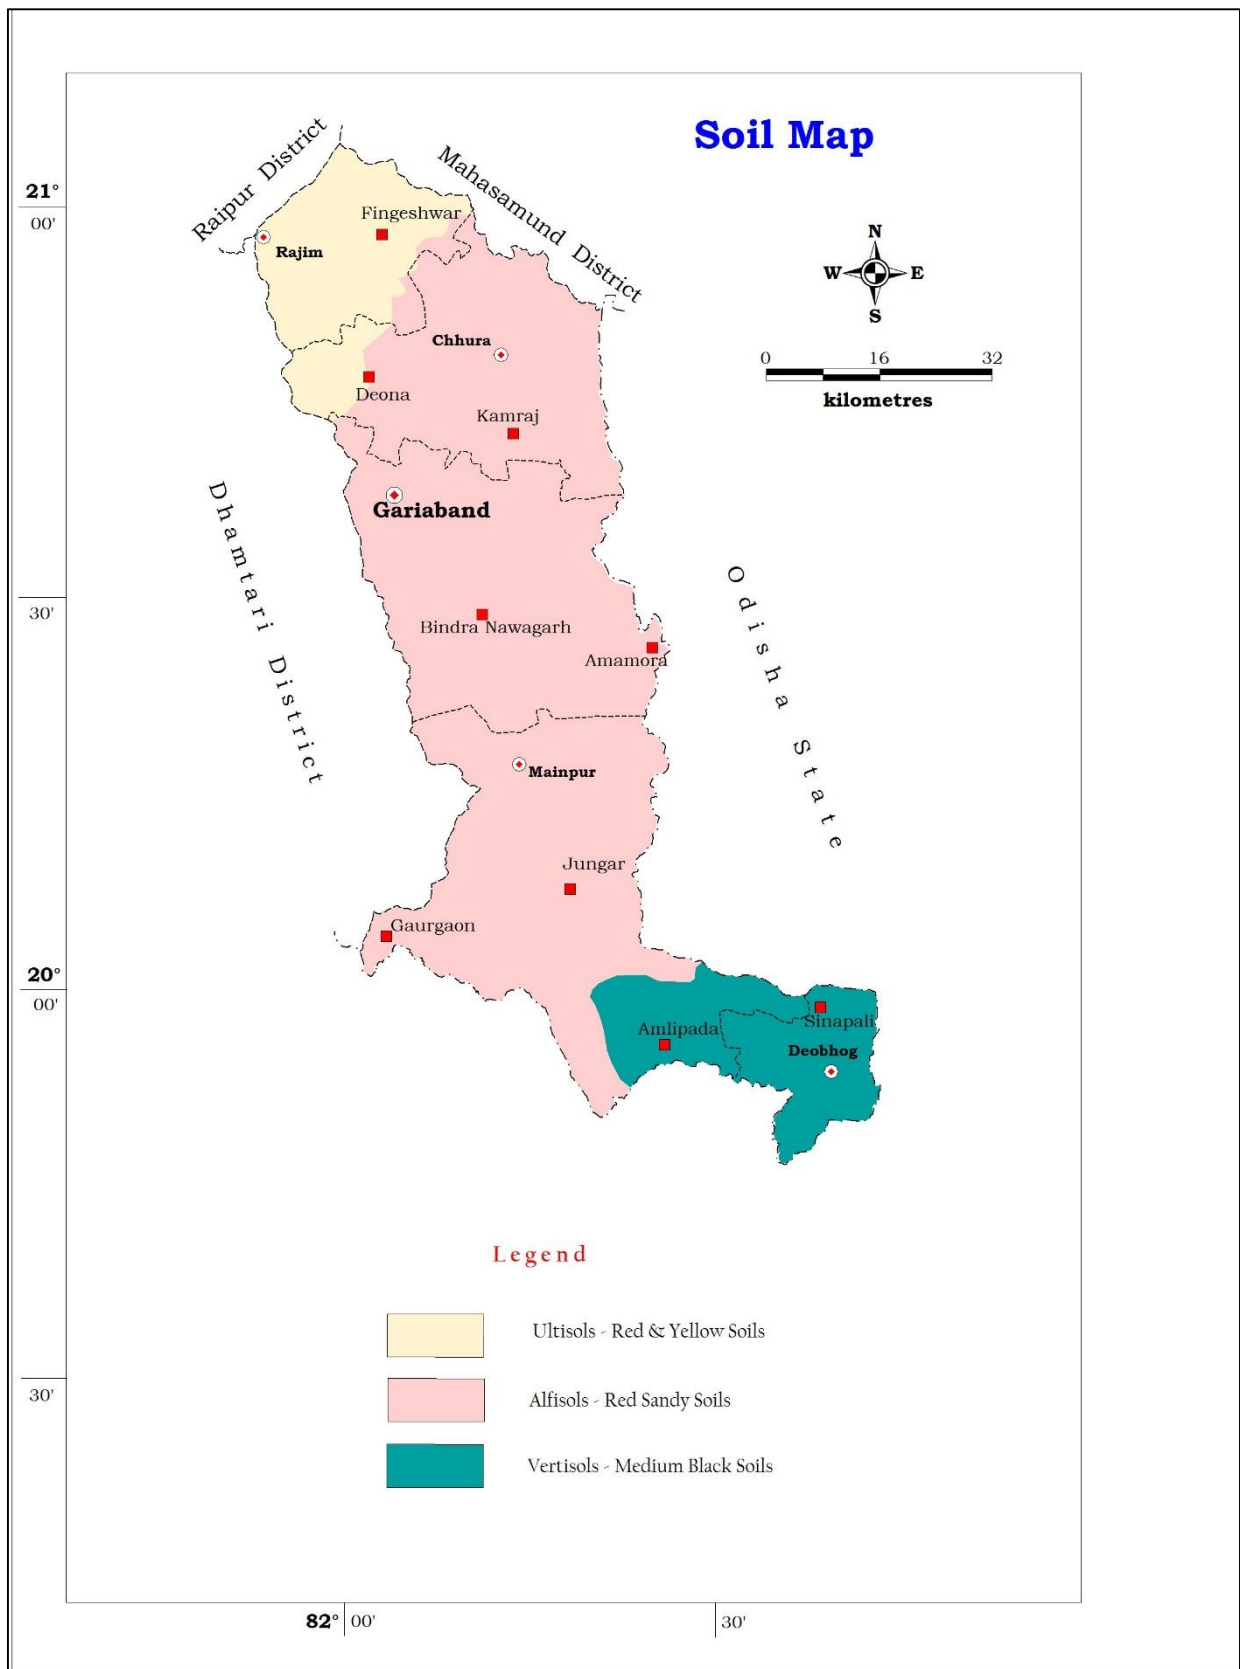 Soil Map
Raipur District
Mahasamund District
21°
00'
Fingeshwar
Rajim
N
W E
S
Chhura
0 16 32
kilometres
Deona
Kamraj
Gariaband
Dhamtari District
Odisha State
30'
Bindra Nawagarh
Amamora
Mainpur
Jungar
Gaurgaon
20°
00'
Sinapali
Amlipada
Deobhog
Legend
Ultisols - Red & Yellow Soils
30'
Alfisols - Red Sandy Soils
Vertisols - Medium Black Soils
82° 00' 30'